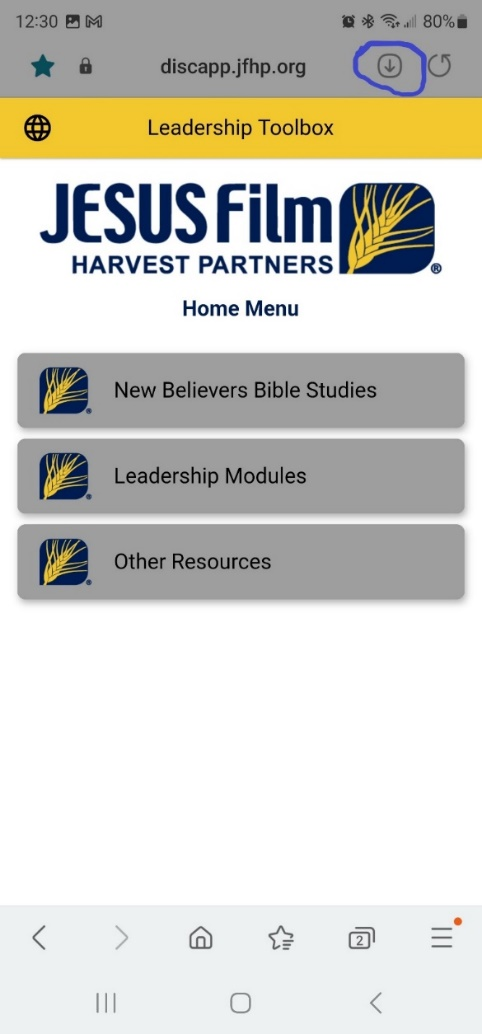 12:30 80%
discapp.jfhp.org
Leadership Toolbox
JESUS Film
HARVEST PARTNERS ®
Home Menu
New Believers Bible Studies
Leadership Modules
Other Resources
2